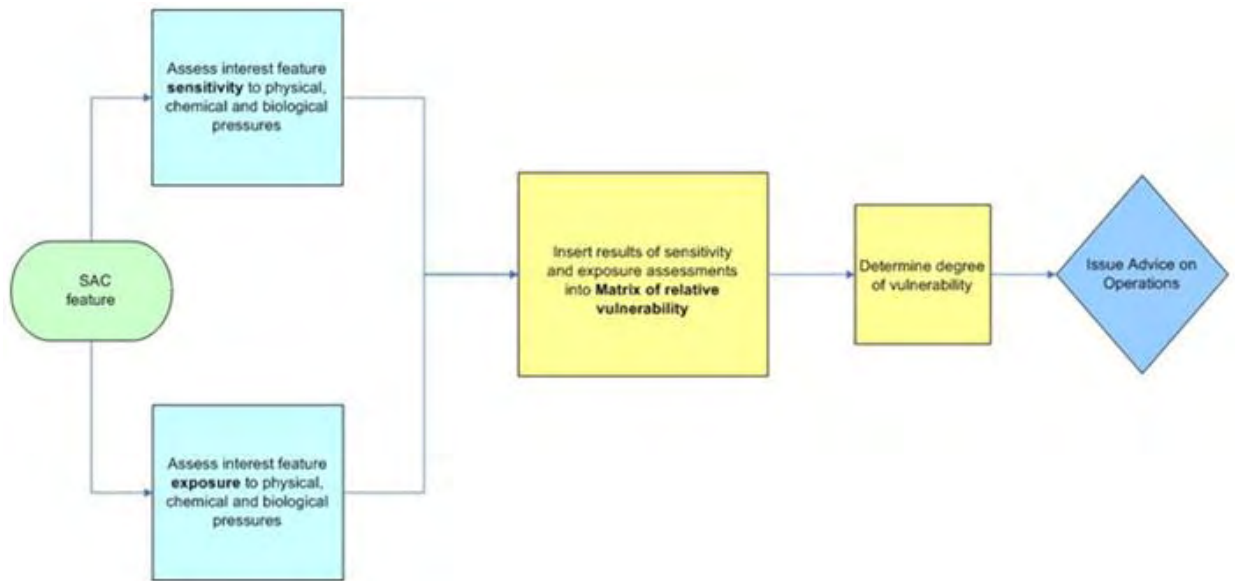 Assess interest feature
sensitivity to physical,
chemical and biological
pressures
SAC
feature
Assess interest feature
exposure to physical,
chemical and biological
pressures
Insert results of sensitivity
and exposure assessments
into Matrix of relative
vulnerability
Determine degree
of vulnerability
Issue Advice on
Operations